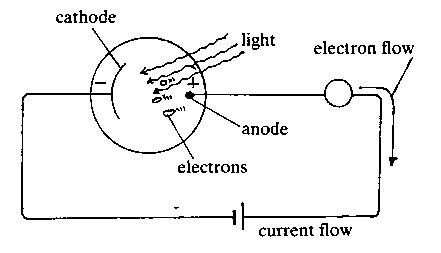 cathode
light
electron flow
− +
anode
electrons
current flow